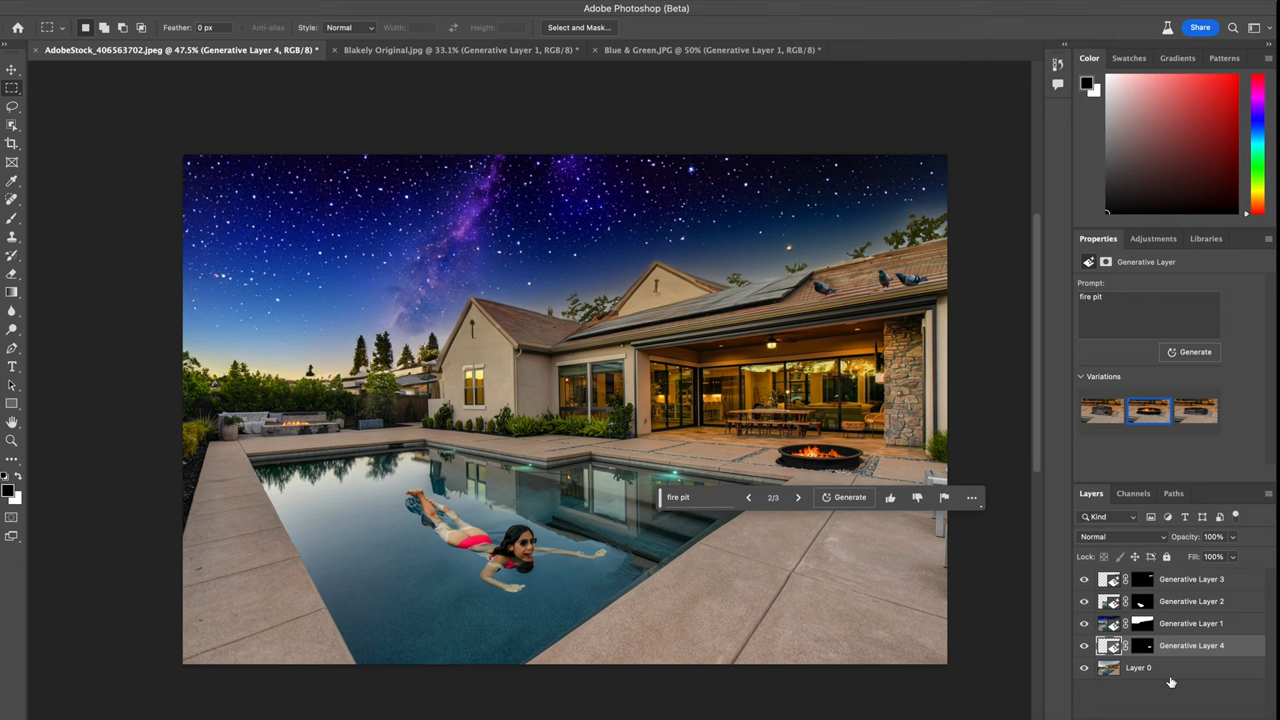 Adobe Photoshop (Beta)
Feather: 0 px Anti-alias Style: Normal Width: Height: Select and Mask... Share
× AdobeStock_406563702.jpeg @ 47.5% (Generative Layer 4, RGB/8) * × Blakely Original.jpg @ 33.1% (Generative Layer 1, RGB/8) * × Blue & Green.JPG @ 50% (Generative Layer 1, RGB/8) *
Color Swatches Gradients Patterns
Properties Adjustments Libraries
Generative Layer
Prompt:
fire pit
Generate
Variations
fire pit 2/3 Generate
Layers Channels Paths
Kind
Normal Opacity: 100%
Lock: Fill: 100%
Generative Layer 3
Generative Layer 2
Generative Layer 1
Generative Layer 4
Layer 0